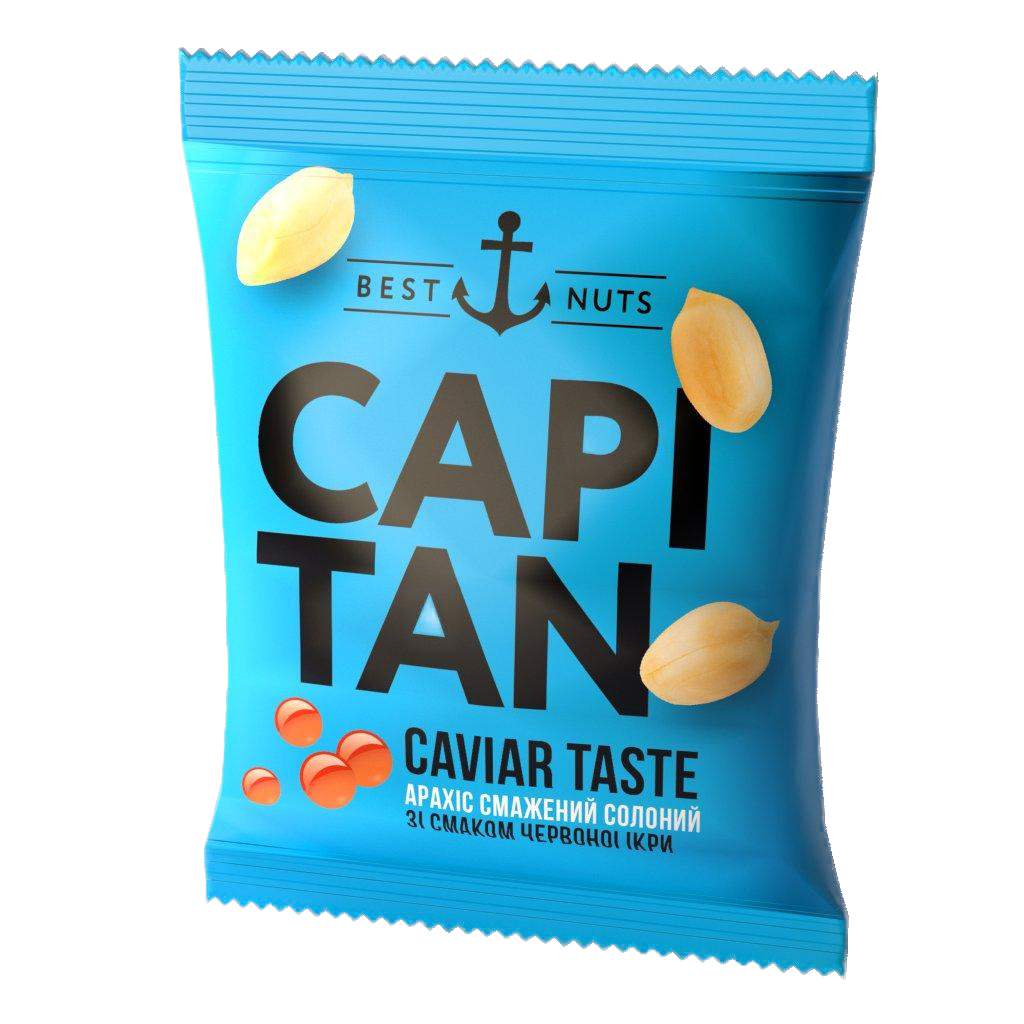 BEST NUTS
CAPI
TAN
CAVIAR TASTE
АРАХІС СМАЖЕНИЙ СОЛОНИЙ
ЗІ СМАКОМ ЧЕРВОНОЇ ІКРИ